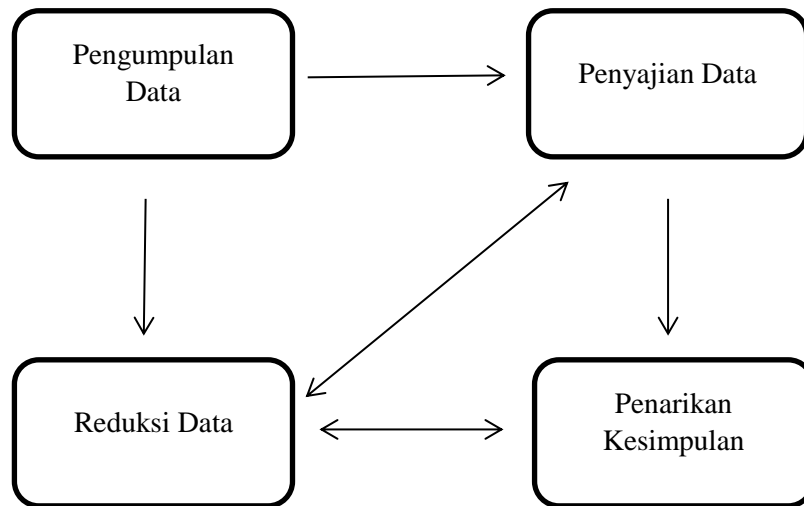 Pengumpulan
Data
Penyajian Data
Reduksi Data
Penarikan
Kesimpulan